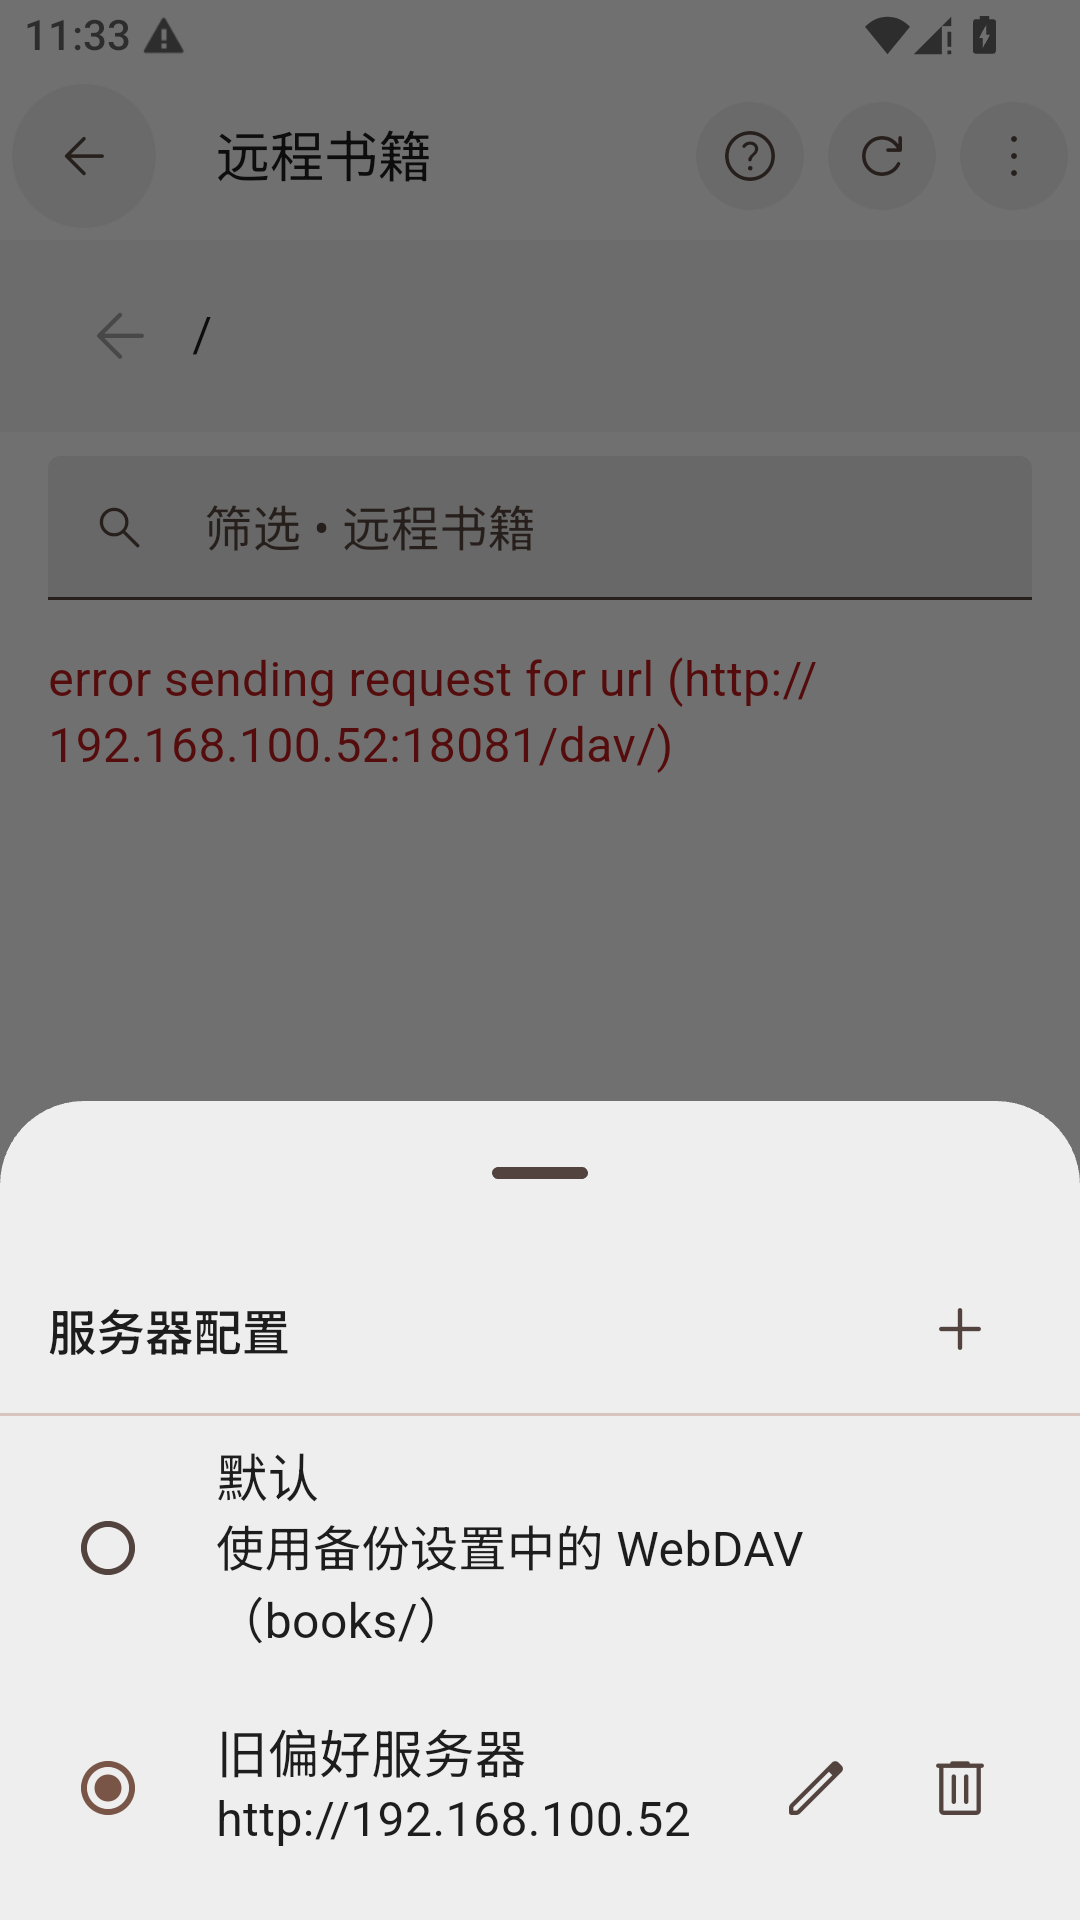 11:33
远程书籍
/
筛选 • 远程书籍
error sending request for url (http://
192.168.100.52:18081/dav/)
服务器配置
默认
使用备份设置中的 WebDAV
（books/）
旧偏好服务器
http://192.168.100.52